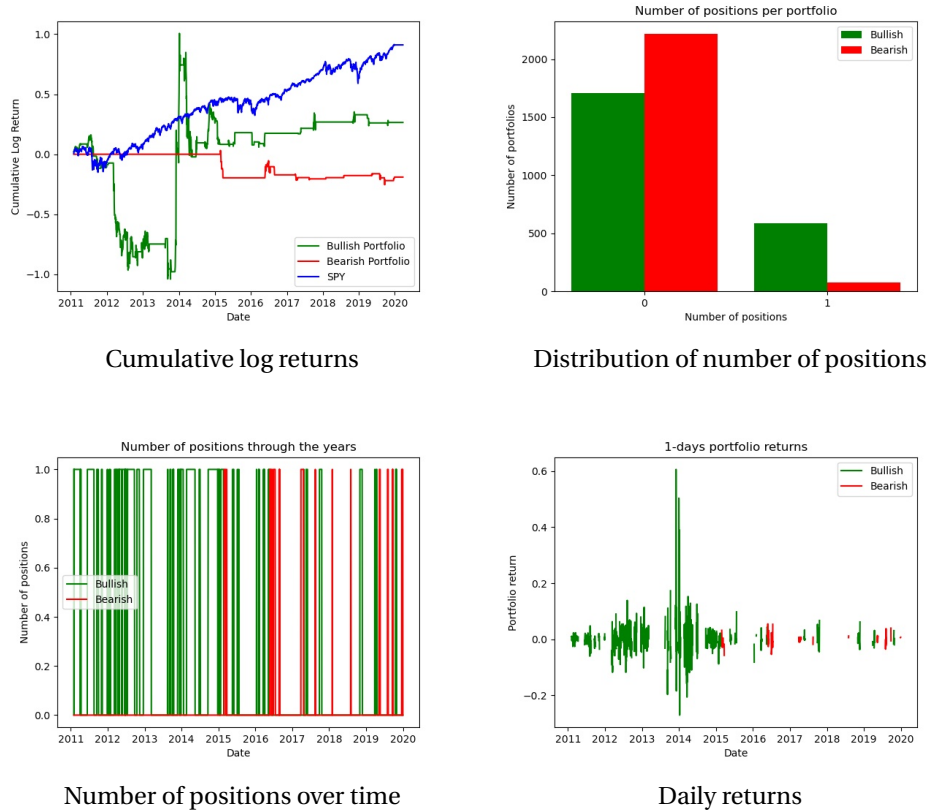 1.0
0.5
0.0
−0.5
−1.0
Cumulative Log Return
Bullish Portfolio
Bearish Portfolio
SPY
2011 2012 2013 2014 2015 2016 2017 2018 2019 2020
Date
Cumulative log returns
Number of positions per portfolio
2000
1500
1000
500
0
Number of portfolios
Bullish
Bearish
0 1
Number of positions
Distribution of number of positions
Number of positions through the years
1.0
0.8
0.6
0.4
0.2
0.0
Number of positions
Bullish
Bearish
2011 2012 2013 2014 2015 2016 2017 2018 2019 2020
Date
Number of positions over time
1-days portfolio returns
0.6
0.4
0.2
0.0
−0.2
Portfolio return
Bullish
Bearish
2011 2012 2013 2014 2015 2016 2017 2018 2019 2020
Date
Daily returns